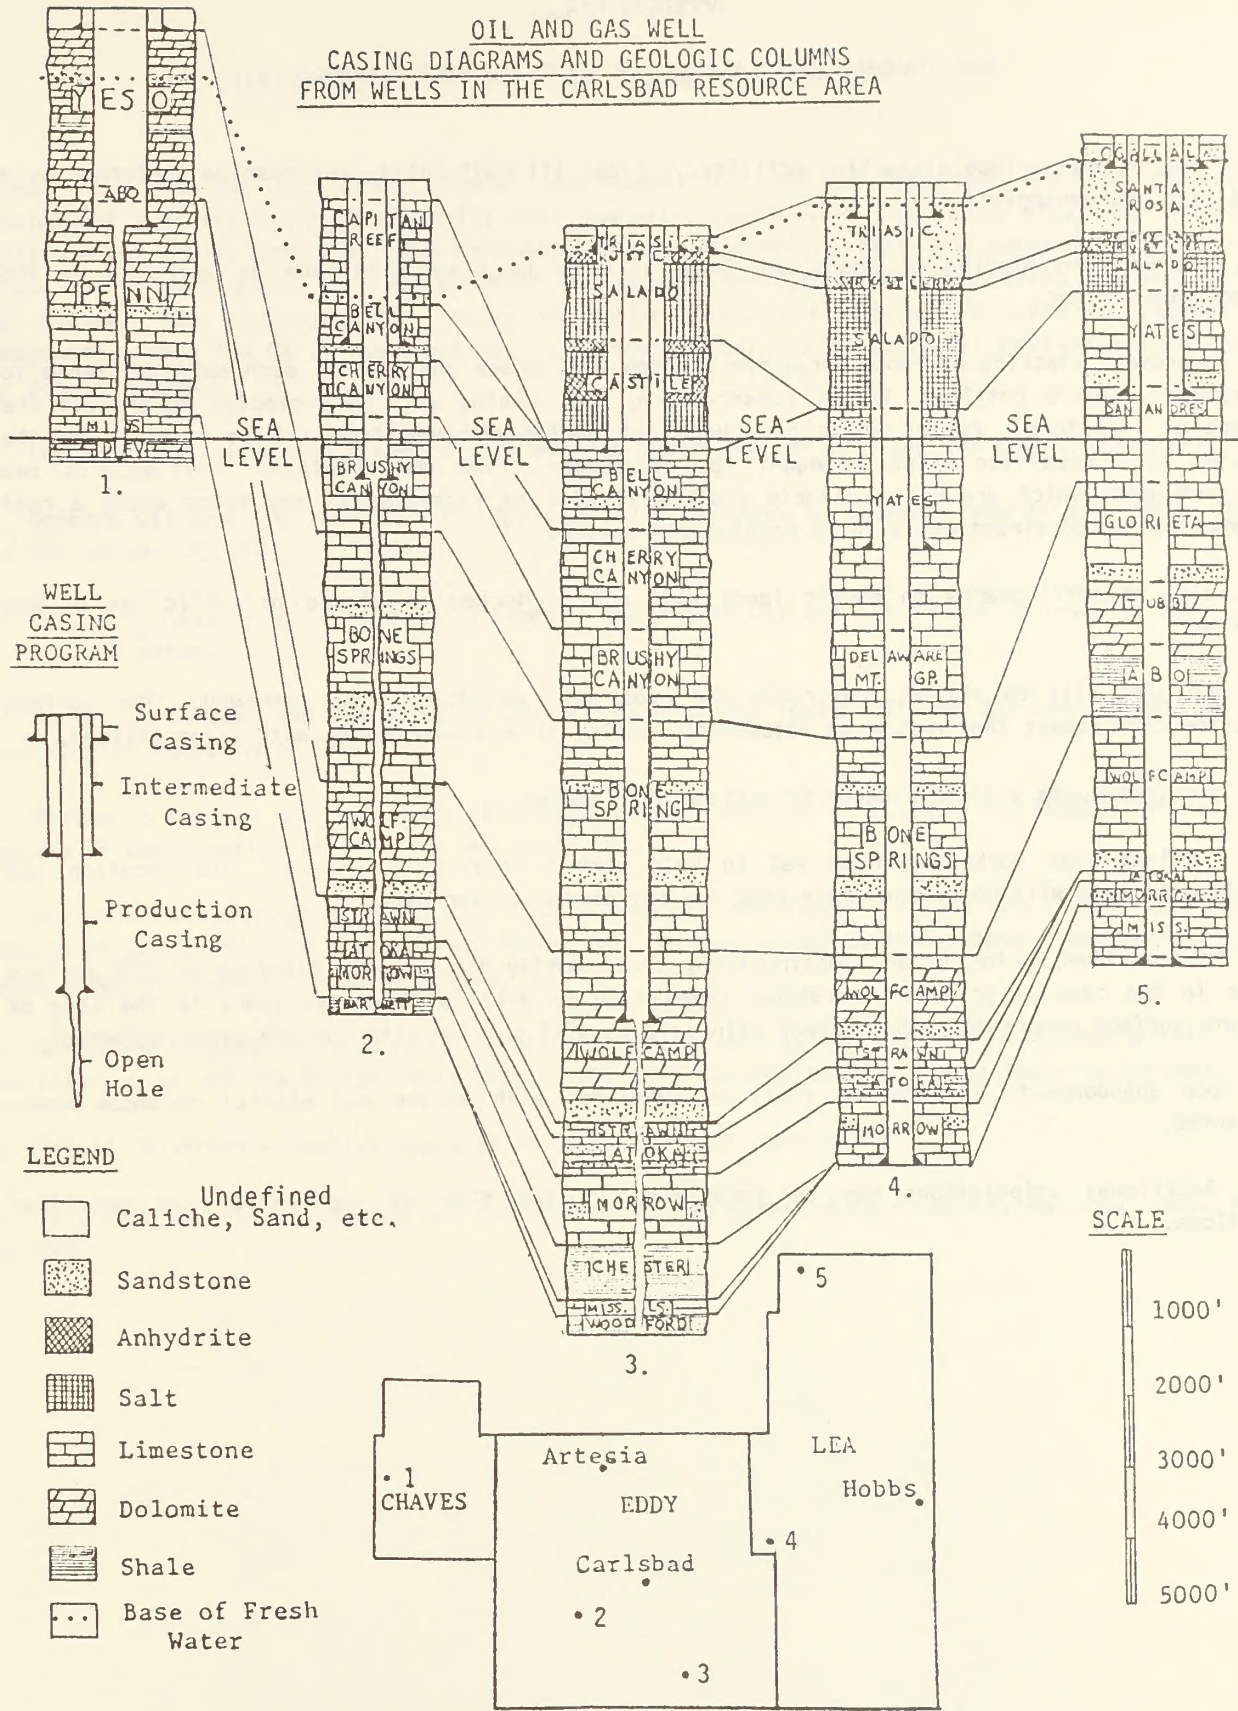 OIL AND GAS WELL
CASING DIAGRAMS AND GEOLOGIC COLUMNS
FROM WELLS IN THE CARLSBAD RESOURCE AREA
YESO
ABO
PENN
MISS
DEV
1.
CAPITAN
REEF
BELL
CANYON
CHERRY
CANYON
BRUSHY
CANYON
BONE
SPRINGS
WOLF-
CAMP
STRAWN
ATOKA
MORROW
BARNETT
2.
TRIASIC
SALADO
CASTILE
BELL
CANYON
CHERRY
CANYON
BRUSHY
CANYON
BONE
SPRING
WOLFCAMP
STRAWN
ATOKA
MORROW
CHESTER
MISS. LS.
WOODFORD
3.
TRIASIC
SALADO
YATES
DELAWARE
MT. GP.
BONE
SPRINGS
WOLFCAMP
STRAWN
ATOKA
MORROW
4.
OGALLALA
SANTA
ROSA
SALADO
YATES
SAN ANDRES
GLORIETA
TUBB
ABO
WOLFCAMP
ATOKA
MORROW
MISS.
5.
SEA
LEVEL
SEA
LEVEL
SEA
LEVEL
SEA
LEVEL
WELL
CASING
PROGRAM
Surface
Casing
Intermediate
Casing
Production
Casing
Open
Hole
LEGEND
Undefined
Caliche, Sand, etc.
Sandstone
Anhydrite
Salt
Limestone
Dolomite
Shale
Base of Fresh
Water
SCALE
1000'
2000'
3000'
4000'
5000'
5
LEA
Hobbs
Artesia
EDDY
1
CHAVES
4
Carlsbad
2
3